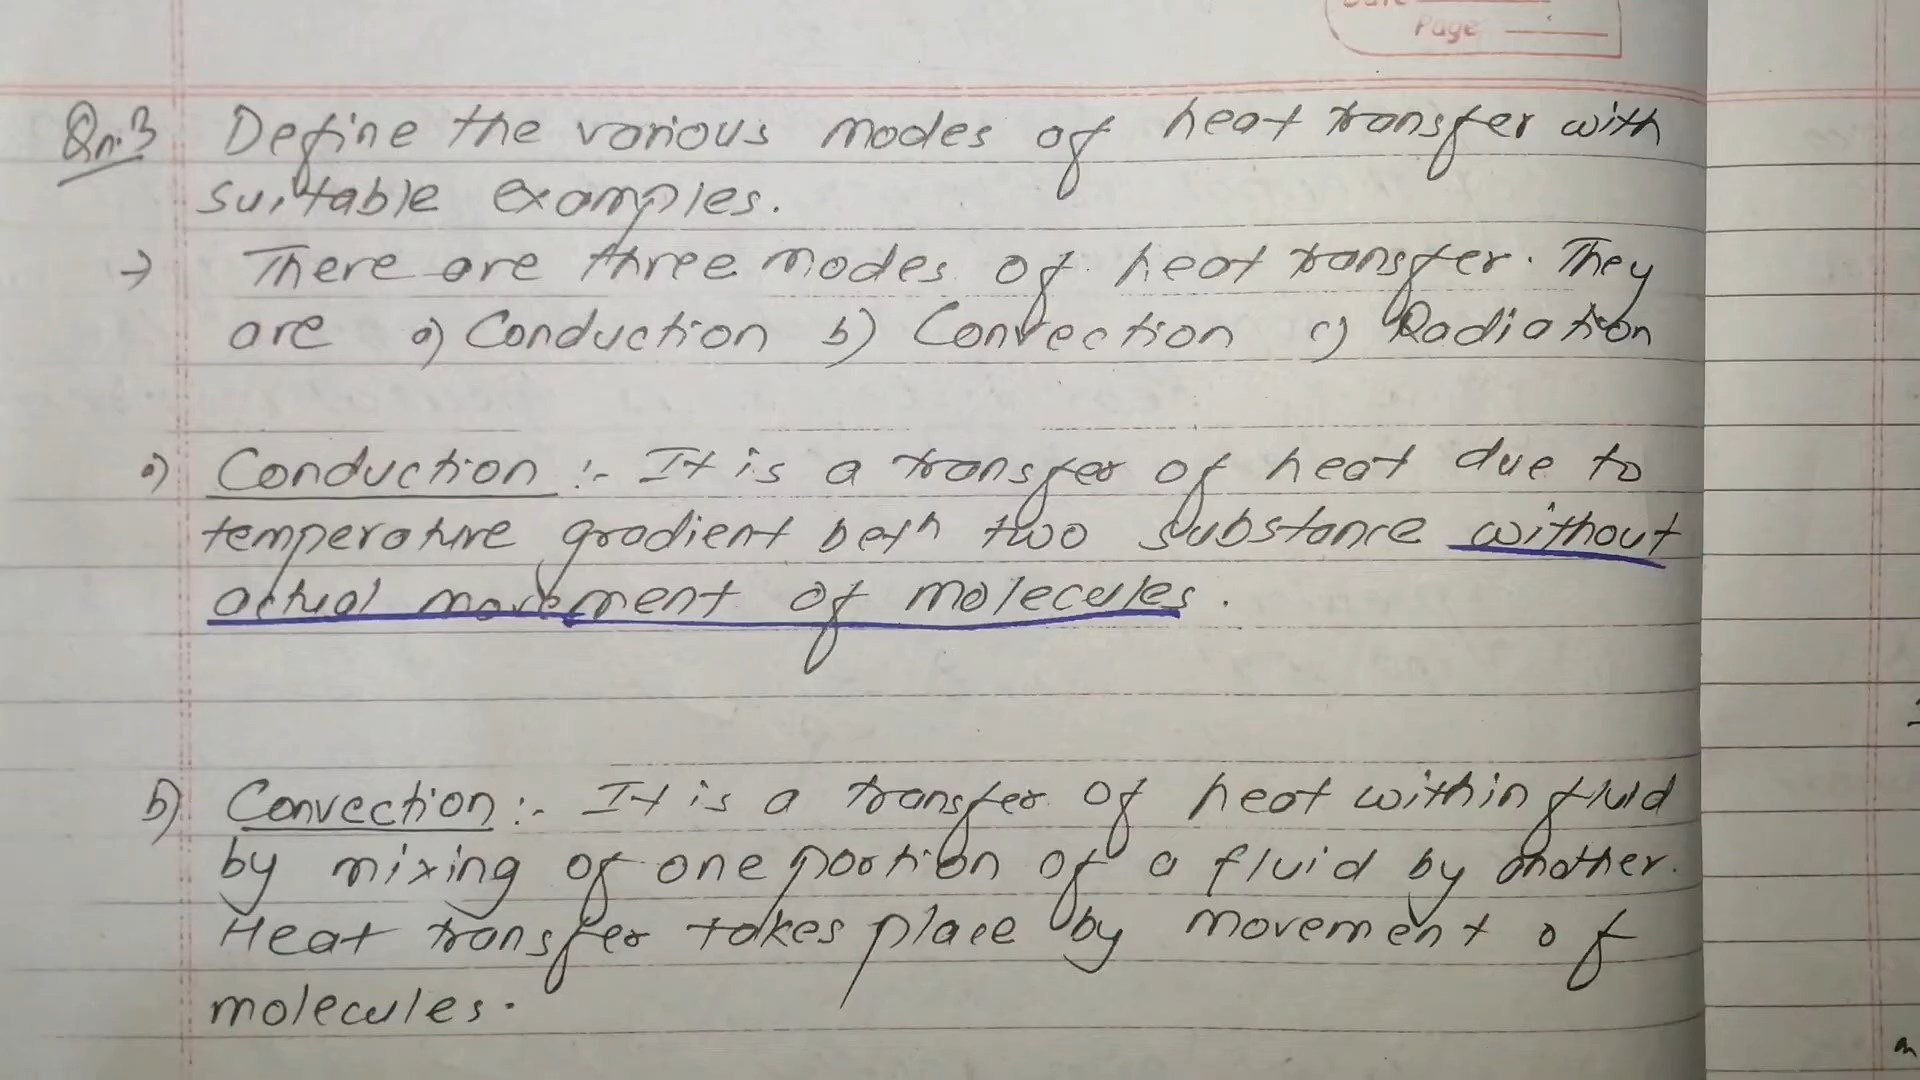 Page
Qn.3 Define the various modes of heat transfer with
suitable examples.
→ There are three modes of heat transfer. They
are a) Conduction b) Convection c) Radiation
a) Conduction :- It is a transfer of heat due to
temperature gradient betn two substance without
actual movement of molecules.
b) Convection :- It is a transfer of heat within fluid
by mixing of one portion of a fluid by another.
Heat transfer takes place by movement of
molecules.